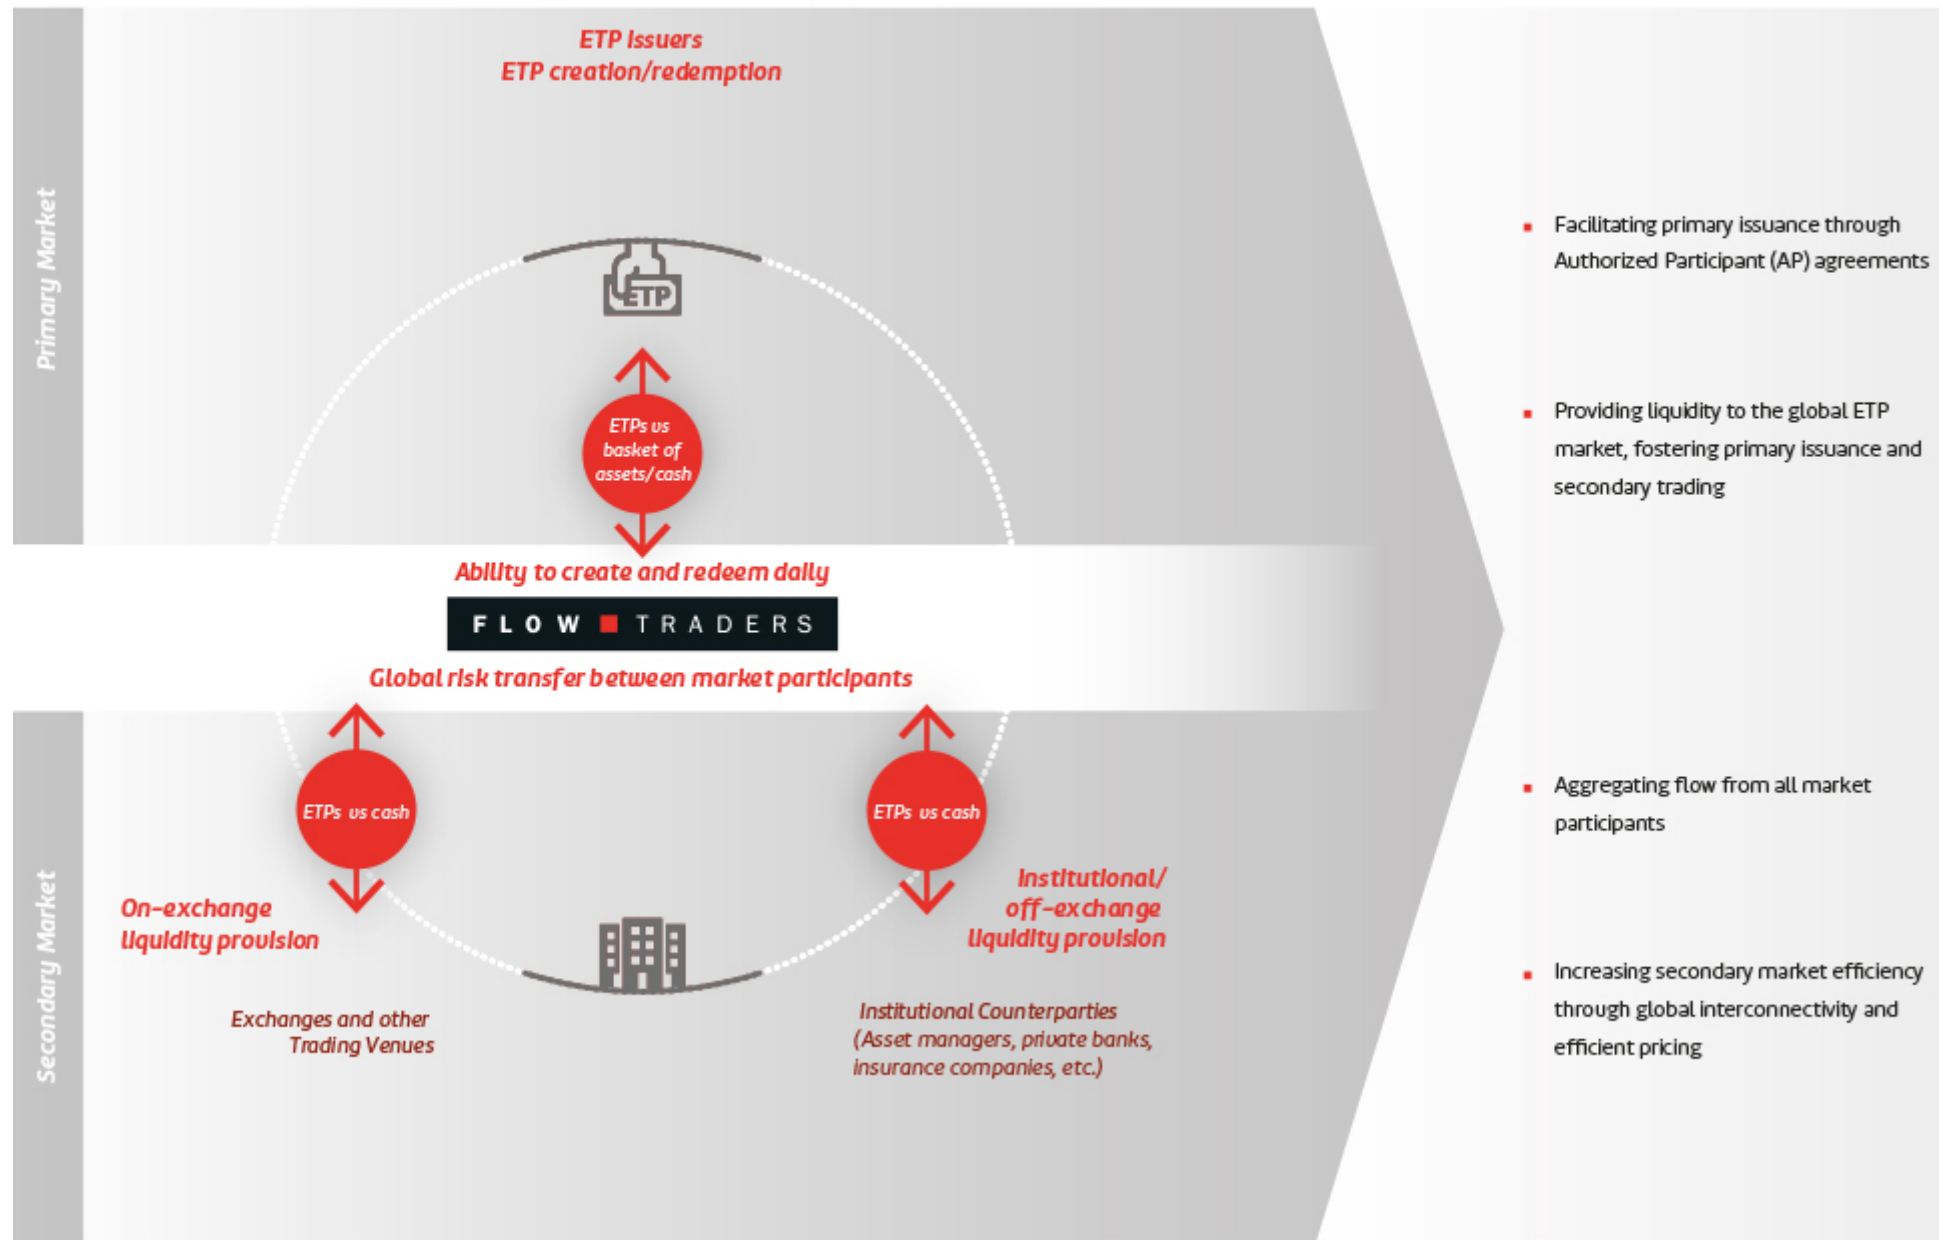 ETP Issuers
ETP creation/redemption
Primary Market
ETP
ETPs vs
basket of
assets/cash
Ability to create and redeem daily
FLOW TRADERS
Global risk transfer between market participants
Secondary Market
ETPs vs cash
ETPs vs cash
On-exchange
liquidity provision
Institutional/
off-exchange
liquidity provision
Exchanges and other
Trading Venues
Institutional Counterparties
(Asset managers, private banks,
insurance companies, etc.)
Facilitating primary issuance through
Authorized Participant (AP) agreements
Providing liquidity to the global ETP
market, fostering primary issuance and
secondary trading
Aggregating flow from all market
participants
Increasing secondary market efficiency
through global interconnectivity and
efficient pricing